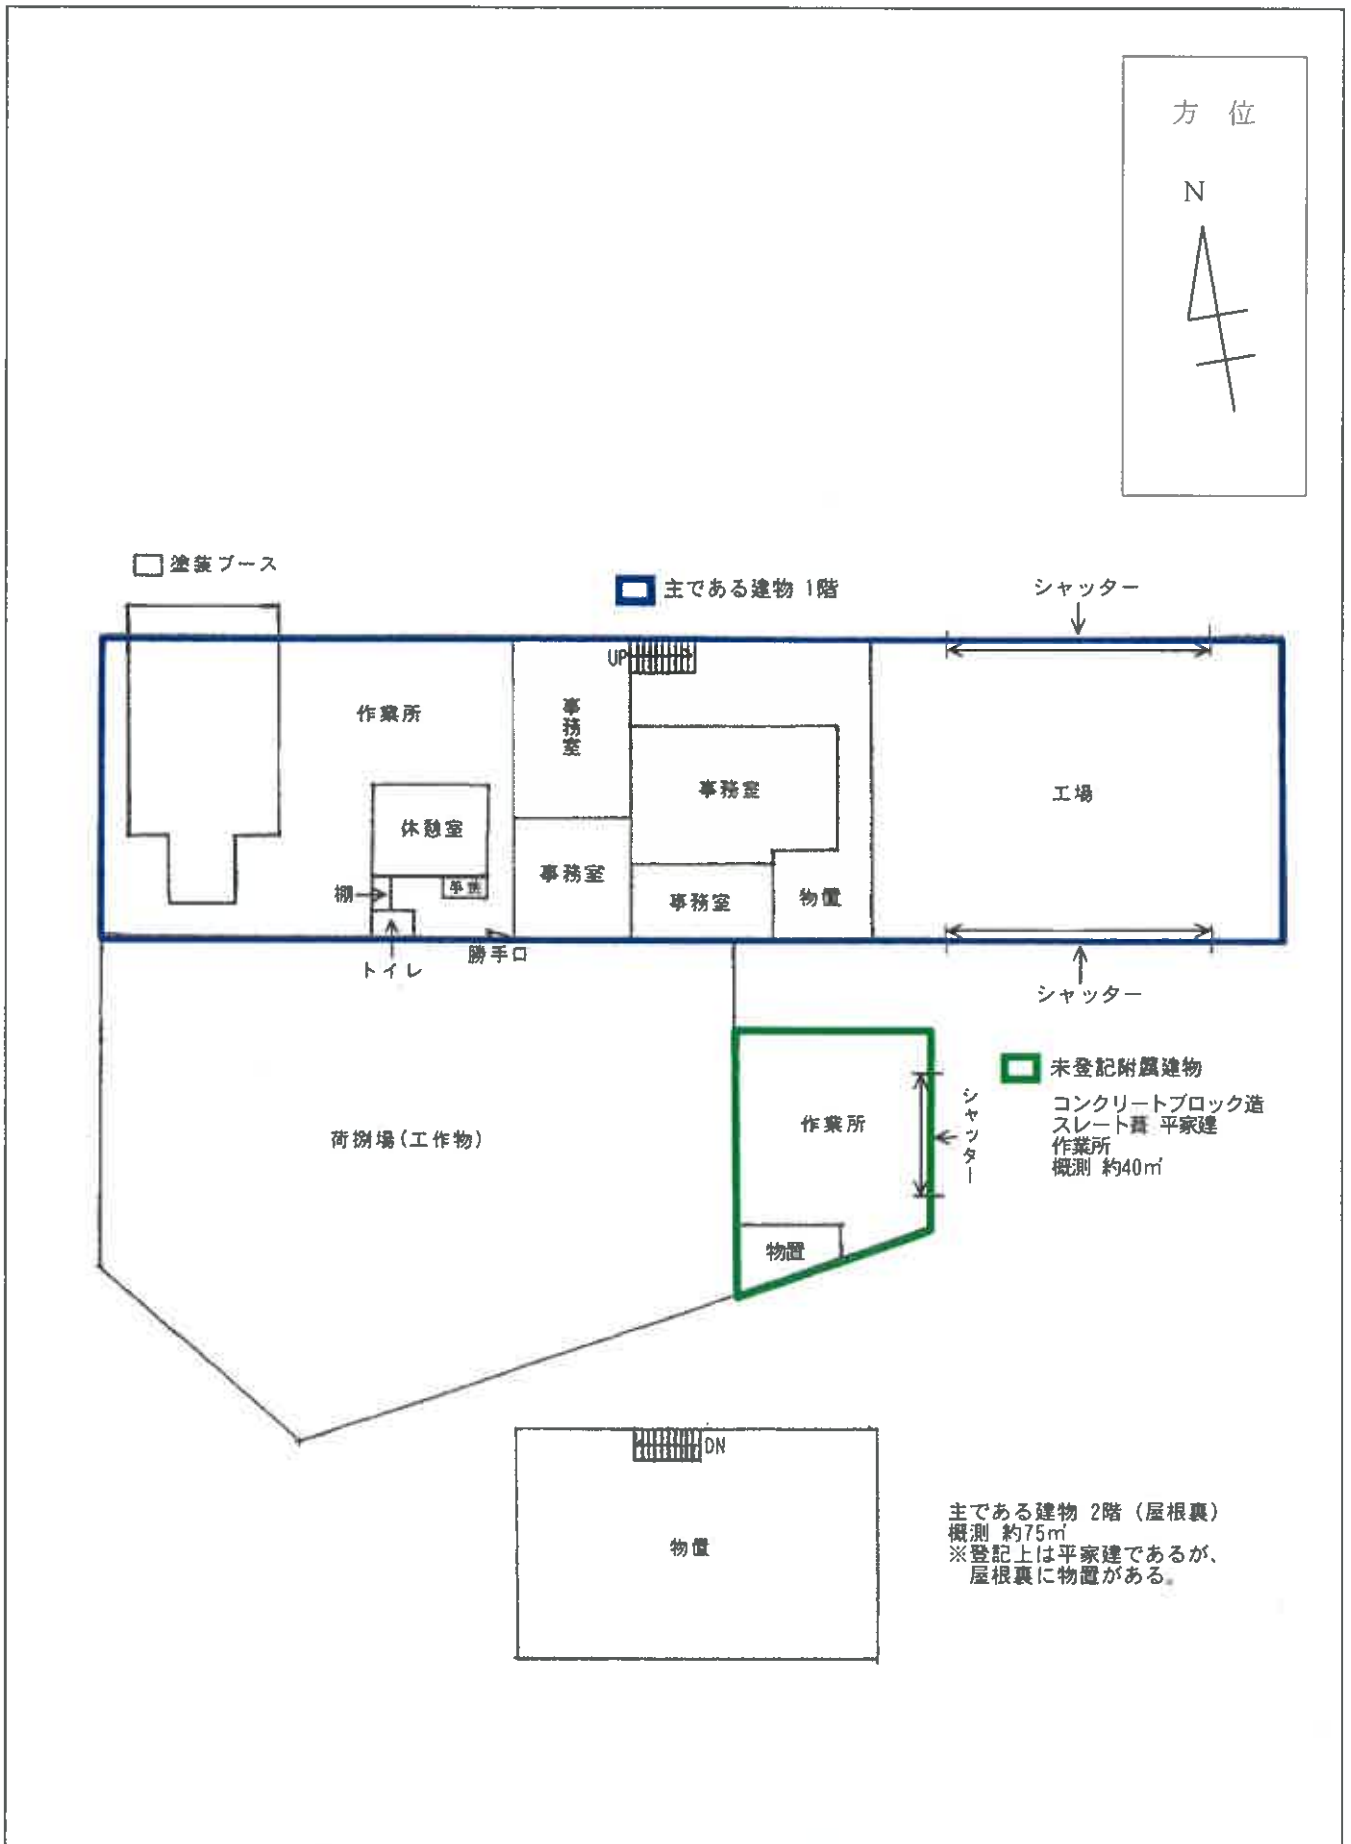 方 位
N
塗装ブース
主である建物 1階
シャッター
UP
作業所
事務室
事務室
工場
休憩室
事務室
棚
手洗
事務室
物置
トイレ
勝手口
シャッター
未登記附属建物
コンクリートブロック造
スレート葺 平家建
作業所
概測 約40㎡
シャッター
作業所
荷捌場(工作物)
物置
DN
物置
主である建物 2階 (屋根裏)
概測 約75㎡
※登記上は平家建であるが、
屋根裏に物置がある。